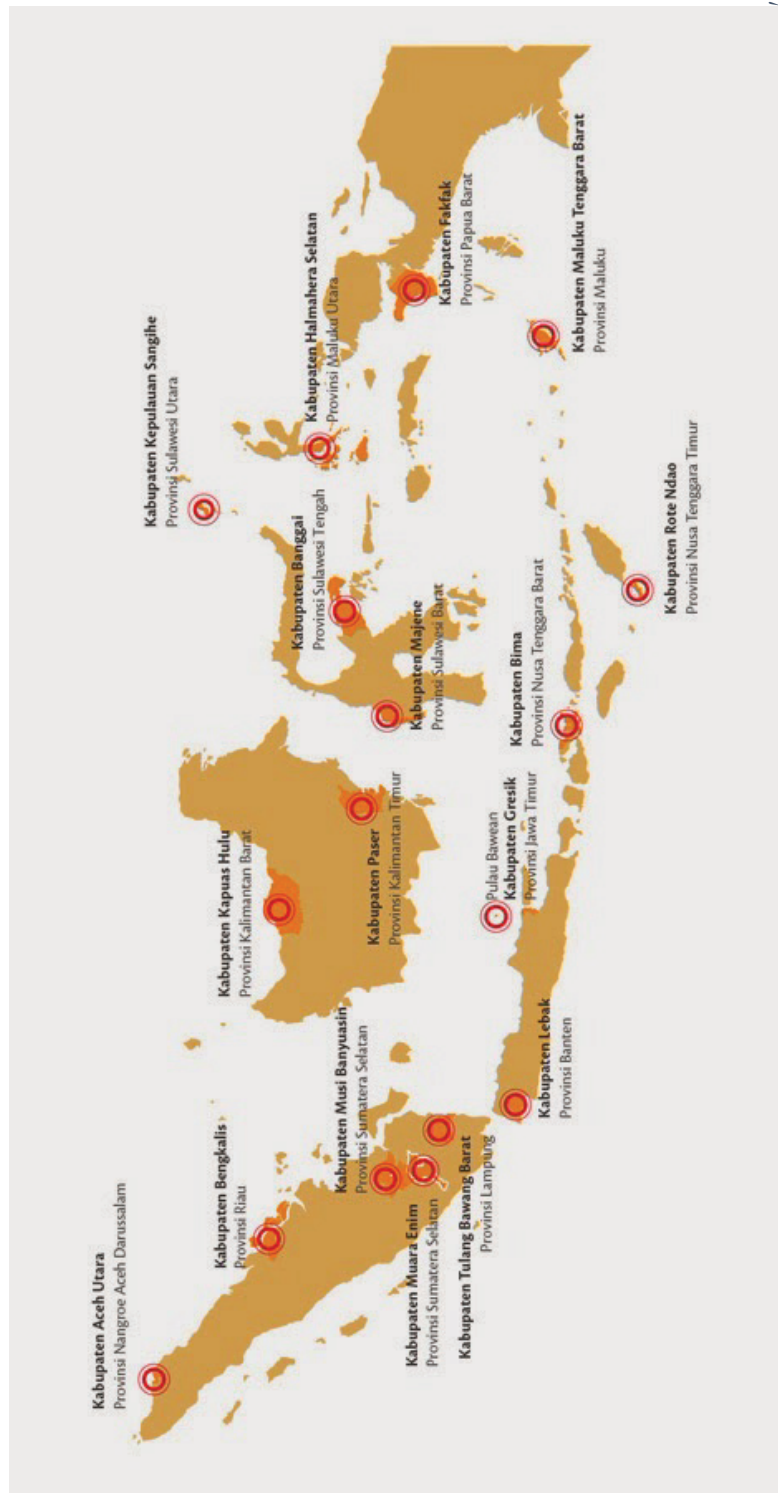 Kabupaten Aceh Utara
Provinsi Nangroe Aceh Darussalam
Kabupaten Bengkalis
Provinsi Riau
Kabupaten Musi Banyuasin
Provinsi Sumatera Selatan
Kabupaten Muara Enim
Provinsi Sumatera Selatan
Kabupaten Tulang Bawang Barat
Provinsi Lampung
Kabupaten Lebak
Provinsi Banten
Kabupaten Kapuas Hulu
Provinsi Kalimantan Barat
Kabupaten Paser
Provinsi Kalimantan Timur
Pulau Bawean
Kabupaten Gresik
Provinsi Jawa Timur
Kabupaten Majene
Provinsi Sulawesi Barat
Kabupaten Banggai
Provinsi Sulawesi Tengah
Kabupaten Bima
Provinsi Nusa Tenggara Barat
Kabupaten Kepulauan Sangihe
Provinsi Sulawesi Utara
Kabupaten Halmahera Selatan
Provinsi Maluku Utara
Kabupaten Fakfak
Provinsi Papua Barat
Kabupaten Maluku Tenggara Barat
Provinsi Maluku
Kabupaten Rote Ndao
Provinsi Nusa Tenggara Timur